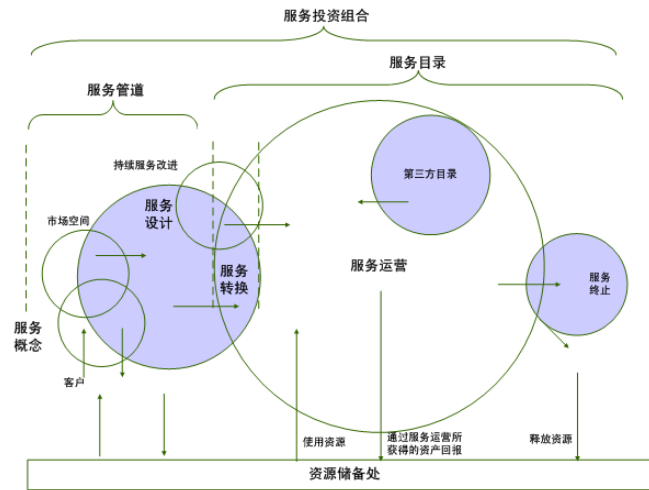 服务投资组合
服务目录
服务管道
持续服务改进
第三方目录
服务
设计
市场空间
服务运营
服务
转换
服务
终止
服务
概念
客户
使用资源
通过服务运营所
获得的资产回报
释放资源
资源储备处